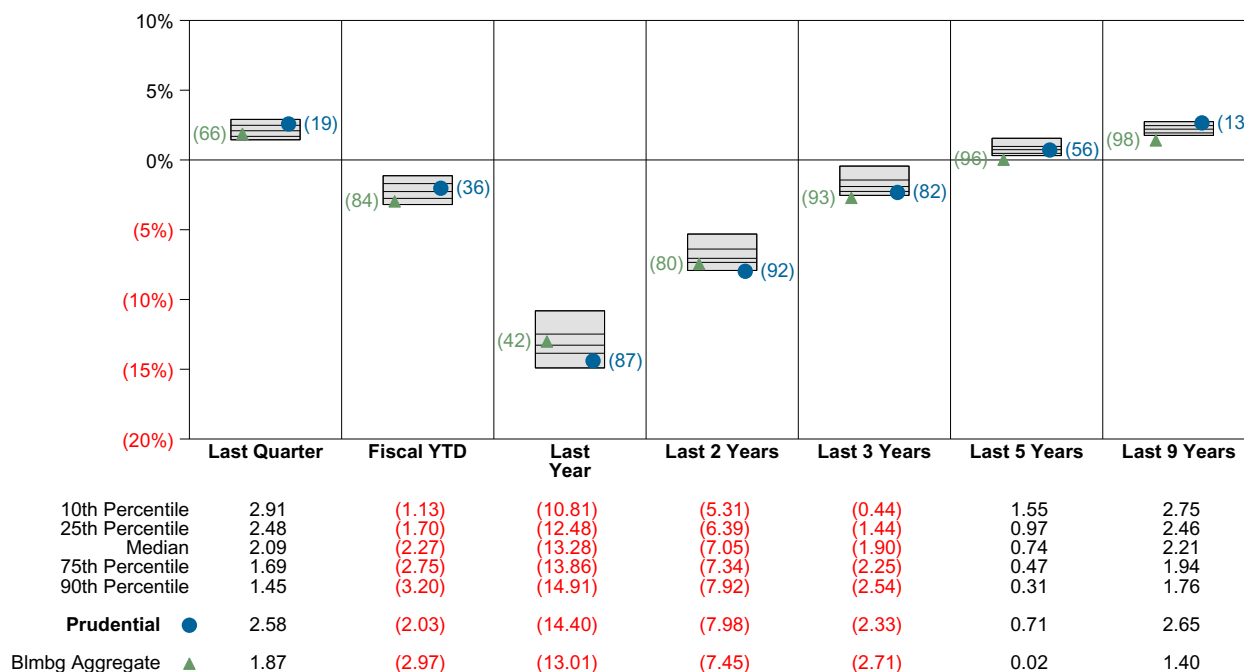 10%
5%
0%
(5%)
(10%)
(15%)
(20%)
(66) (19)
(84) (36)
(42) (87)
(80) (92)
(93) (82)
(96) (56)
(98) (13
Last Quarter Fiscal YTD Last Year Last 2 Years Last 3 Years Last 5 Years Last 9 Years
10th Percentile 2.91 (1.13) (10.81) (5.31) (0.44) 1.55 2.75
25th Percentile 2.48 (1.70) (12.48) (6.39) (1.44) 0.97 2.46
Median 2.09 (2.27) (13.28) (7.05) (1.90) 0.74 2.21
75th Percentile 1.69 (2.75) (13.86) (7.34) (2.25) 0.47 1.94
90th Percentile 1.45 (3.20) (14.91) (7.92) (2.54) 0.31 1.76
Prudential 2.58 (2.03) (14.40) (7.98) (2.33) 0.71 2.65
Blmbg Aggregate 1.87 (2.97) (13.01) (7.45) (2.71) 0.02 1.40